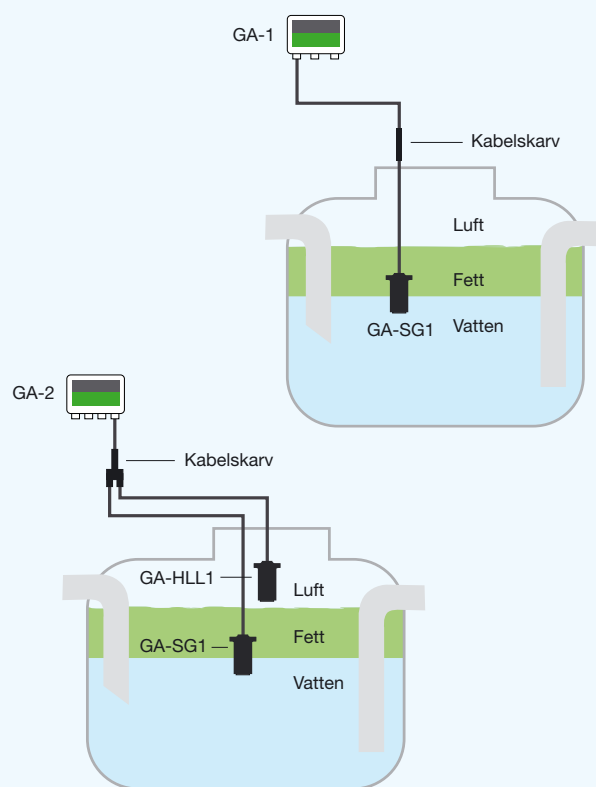 GA-1
Kabelskarv
Luft
Fett
GA-SG1
Vatten
GA-2
Kabelskarv
GA-HLL1
Luft
GA-SG1
Fett
Vatten